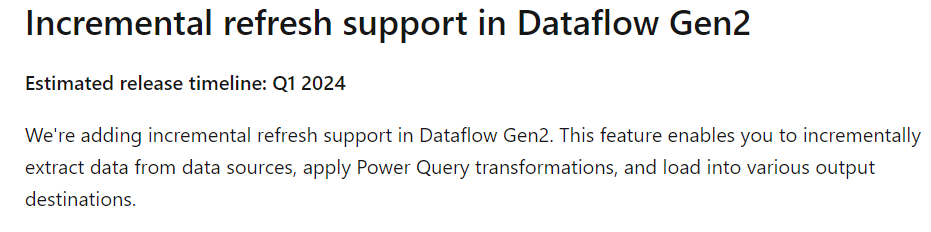 Incremental refresh support in Dataflow Gen2
Estimated release timeline: Q1 2024
We're adding incremental refresh support in Dataflow Gen2. This feature enables you to incrementally
extract data from data sources, apply Power Query transformations, and load into various output
destinations.